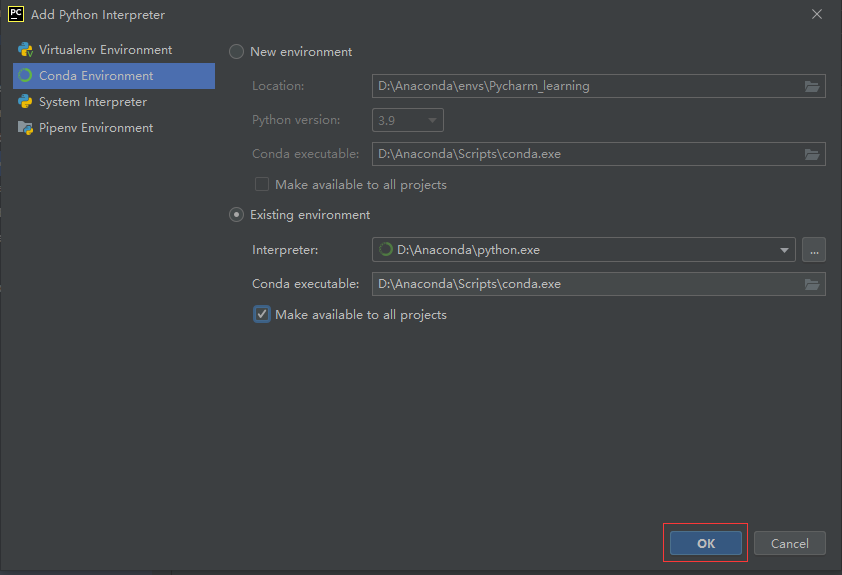 PC Add Python Interpreter
Virtualenv Environment
Conda Environment
System Interpreter
Pipenv Environment
New environment
Location: D:\Anaconda\envs\Pycharm_learning
Python version: 3.9
Conda executable: D:\Anaconda\Scripts\conda.exe
Make available to all projects
Existing environment
Interpreter: D:\Anaconda\python.exe ...
Conda executable: D:\Anaconda\Scripts\conda.exe
Make available to all projects
OK Cancel